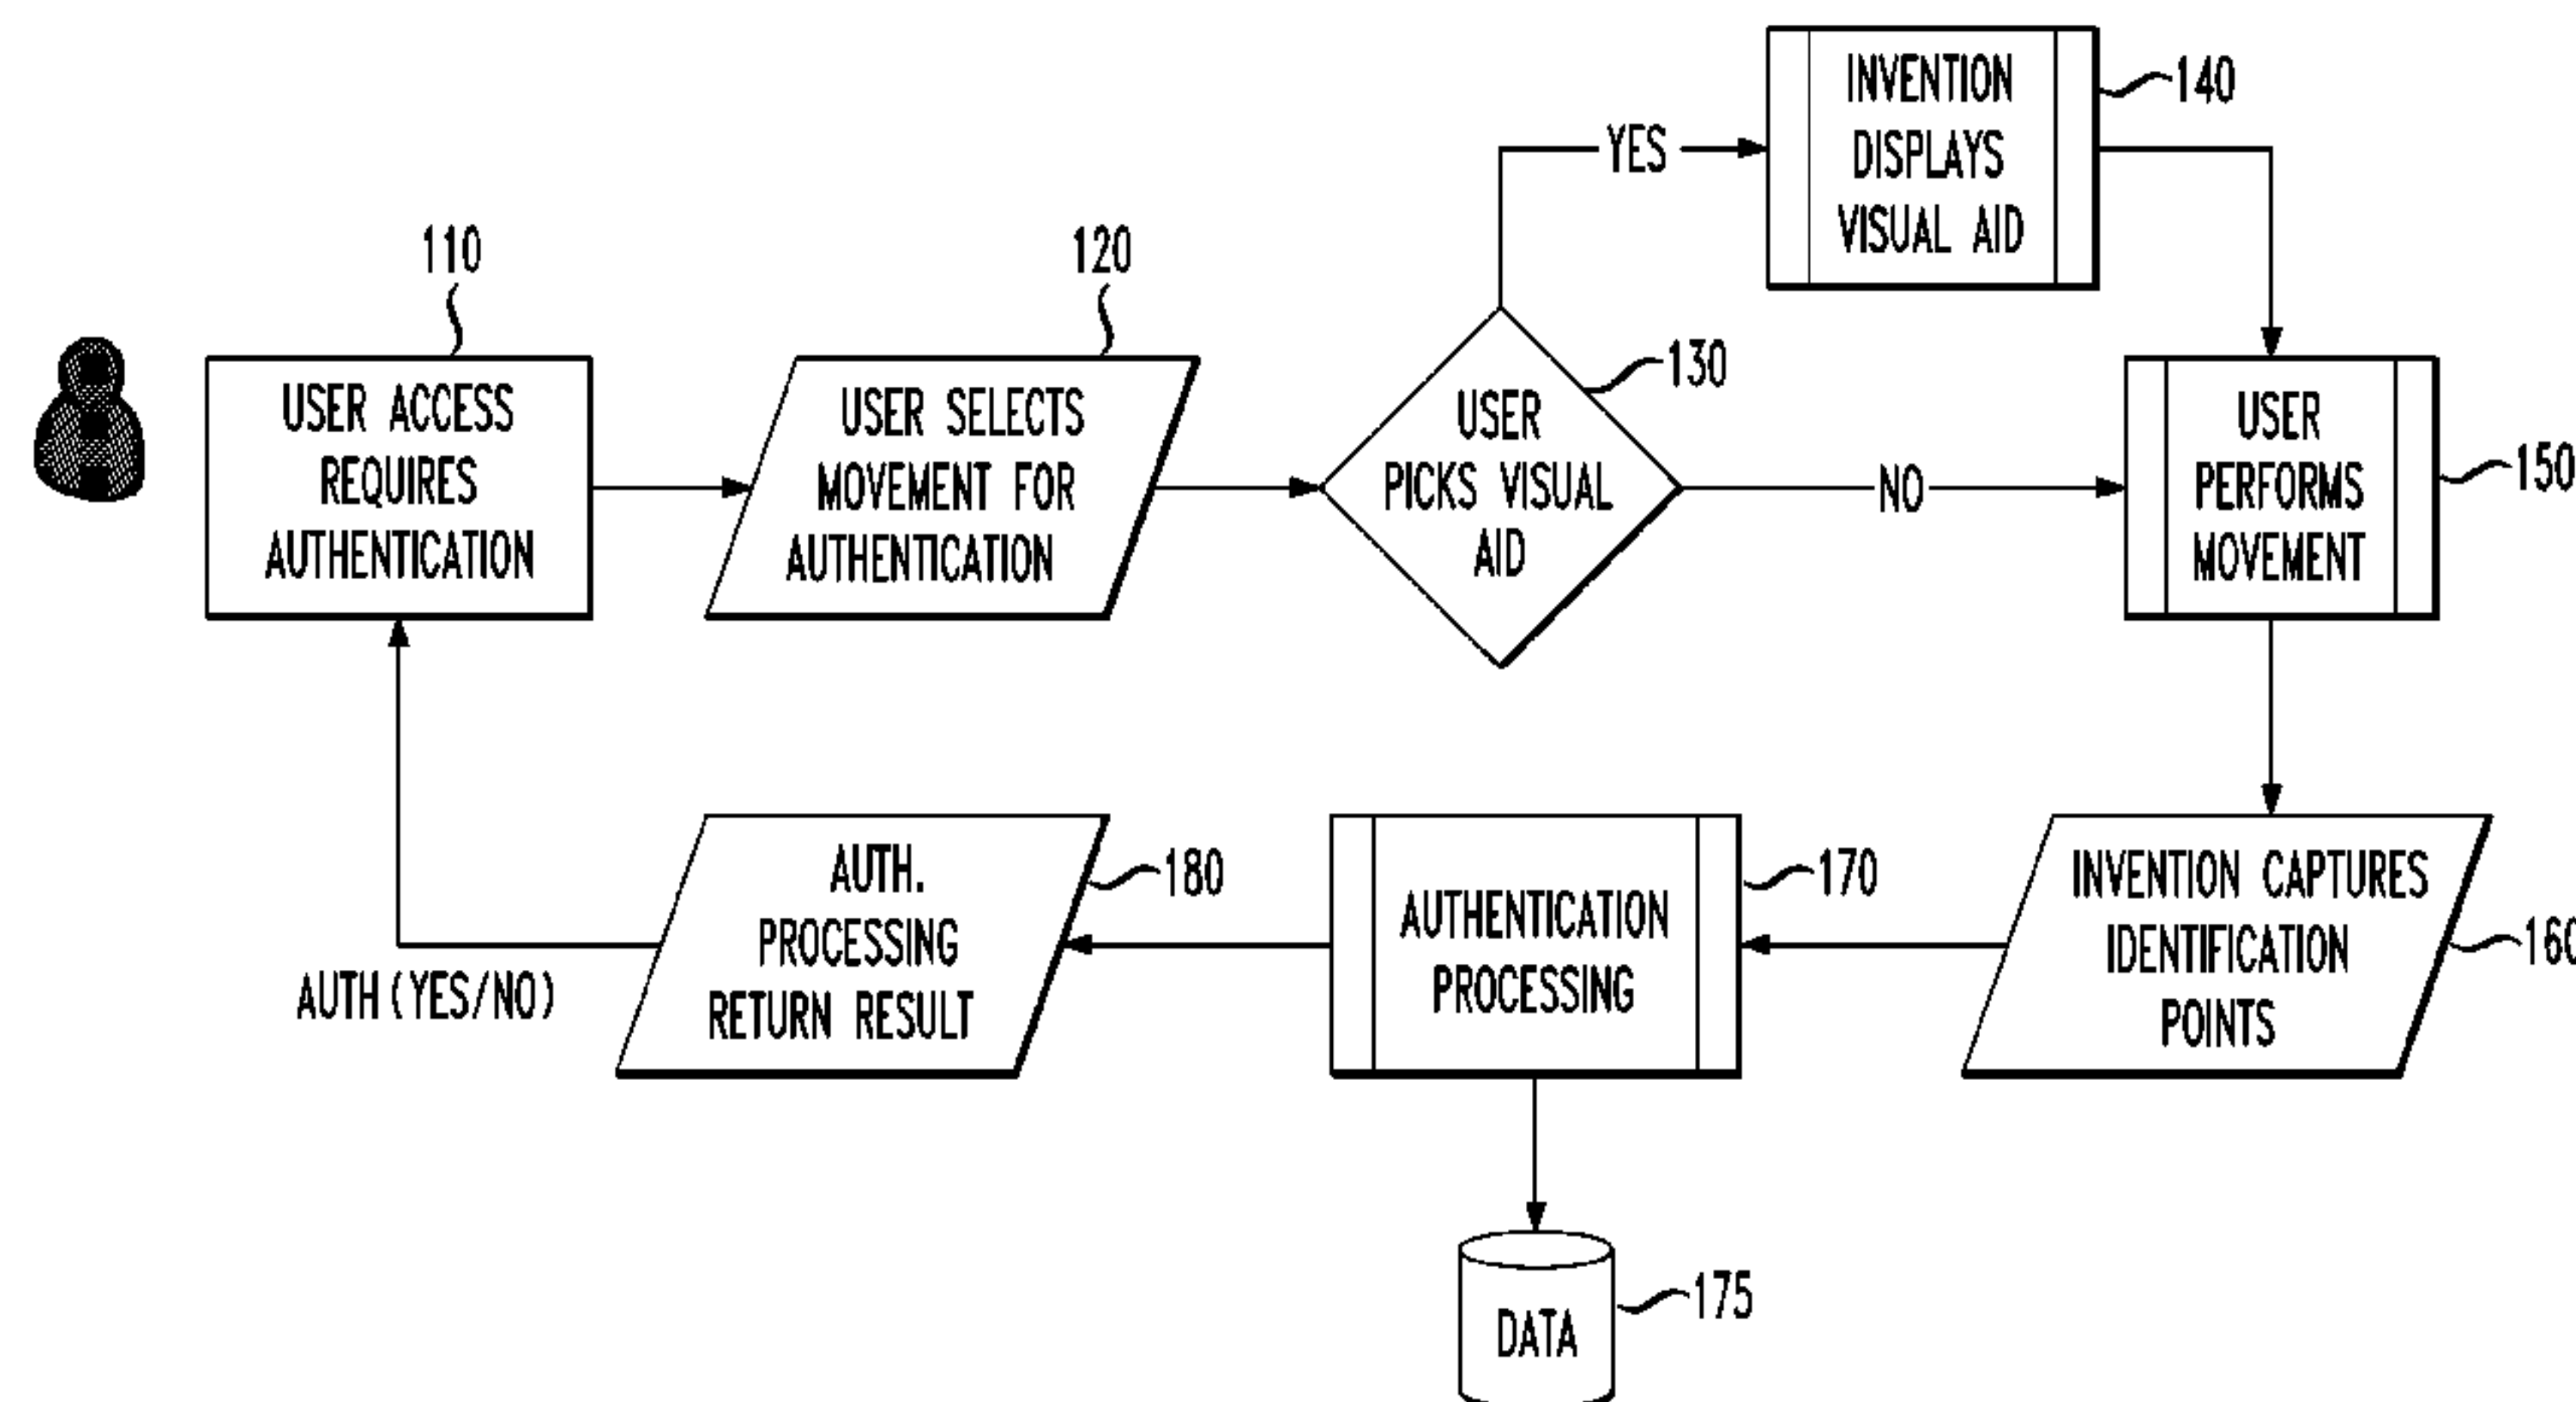 110
USER ACCESS
REQUIRES
AUTHENTICATION
120
USER SELECTS
MOVEMENT FOR
AUTHENTICATION
130
USER
PICKS VISUAL
AID
YES
140
INVENTION
DISPLAYS
VISUAL AID
NO
150
USER
PERFORMS
MOVEMENT
160
INVENTION CAPTURES
IDENTIFICATION
POINTS
170
AUTHENTICATION
PROCESSING
175
DATA
180
AUTH.
PROCESSING
RETURN RESULT
AUTH (YES/NO)